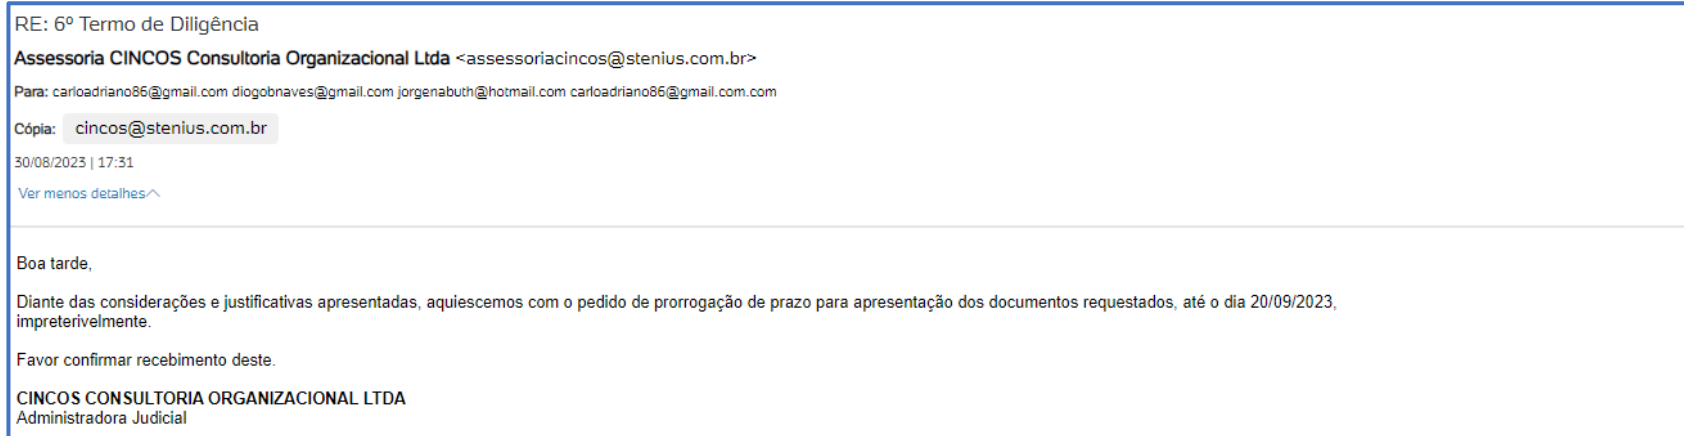 RE: 6º Termo de Diligência
Assessoria CINCOS Consultoria Organizacional Ltda <assessoriacincos@stenius.com.br>
Para: carloadriano86@gmail.com diogobnaves@gmail.com jorgenabuth@hotmail.com carloadriano86@gmail.com.com
Cópia: cincos@stenius.com.br
30/08/2023 | 17:31
Ver menos detalhes
Boa tarde,
Diante das considerações e justificativas apresentadas, aquiescemos com o pedido de prorrogação de prazo para apresentação dos documentos requestados, até o dia 20/09/2023,
impreterivelmente.
Favor confirmar recebimento deste.
CINCOS CONSULTORIA ORGANIZACIONAL LTDA
Administradora Judicial